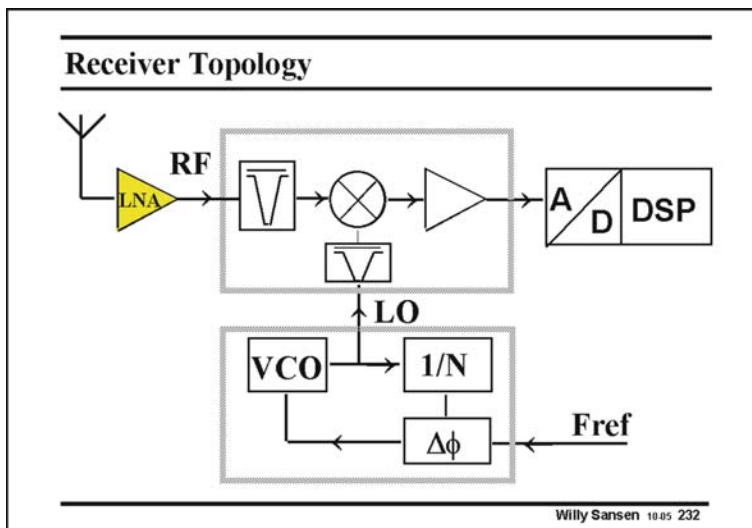 Receiver Topology
RF
LNA
A
D
DSP
LO
VCO
1/N
Fref
Δϕ
Willy Sansen 10-05 232